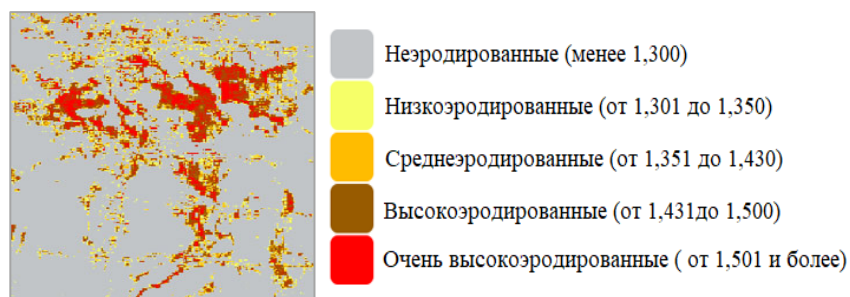 Неэродированные (менее 1,300)
Низкоэродированные (от 1,301 до 1,350)
Среднеэродированные (от 1,351 до 1,430)
Высокоэродированные (от 1,431до 1,500)
Очень высокоэродированные ( от 1,501 и более)